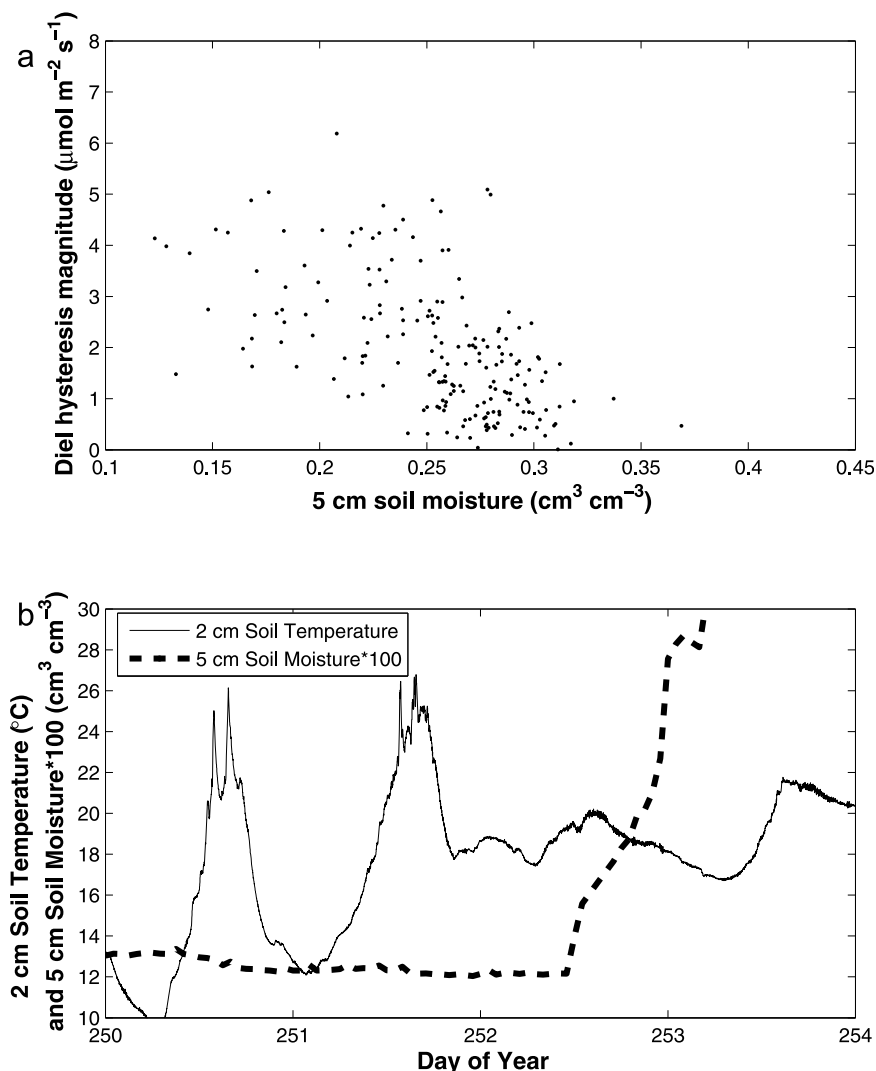 a
Diel hysteresis magnitude (μmol m⁻² s⁻¹)
8
7
6
5
4
3
2
1
0
0.1 0.15 0.2 0.25 0.3 0.35 0.4 0.45
5 cm soil moisture (cm³ cm⁻³)
b
2 cm Soil Temperature (°C)
and 5 cm Soil Moisture*100 (cm³ cm⁻³)
30
28
26
24
22
20
18
16
14
12
10
2 cm Soil Temperature
5 cm Soil Moisture*100
250 251 252 253 254
Day of Year